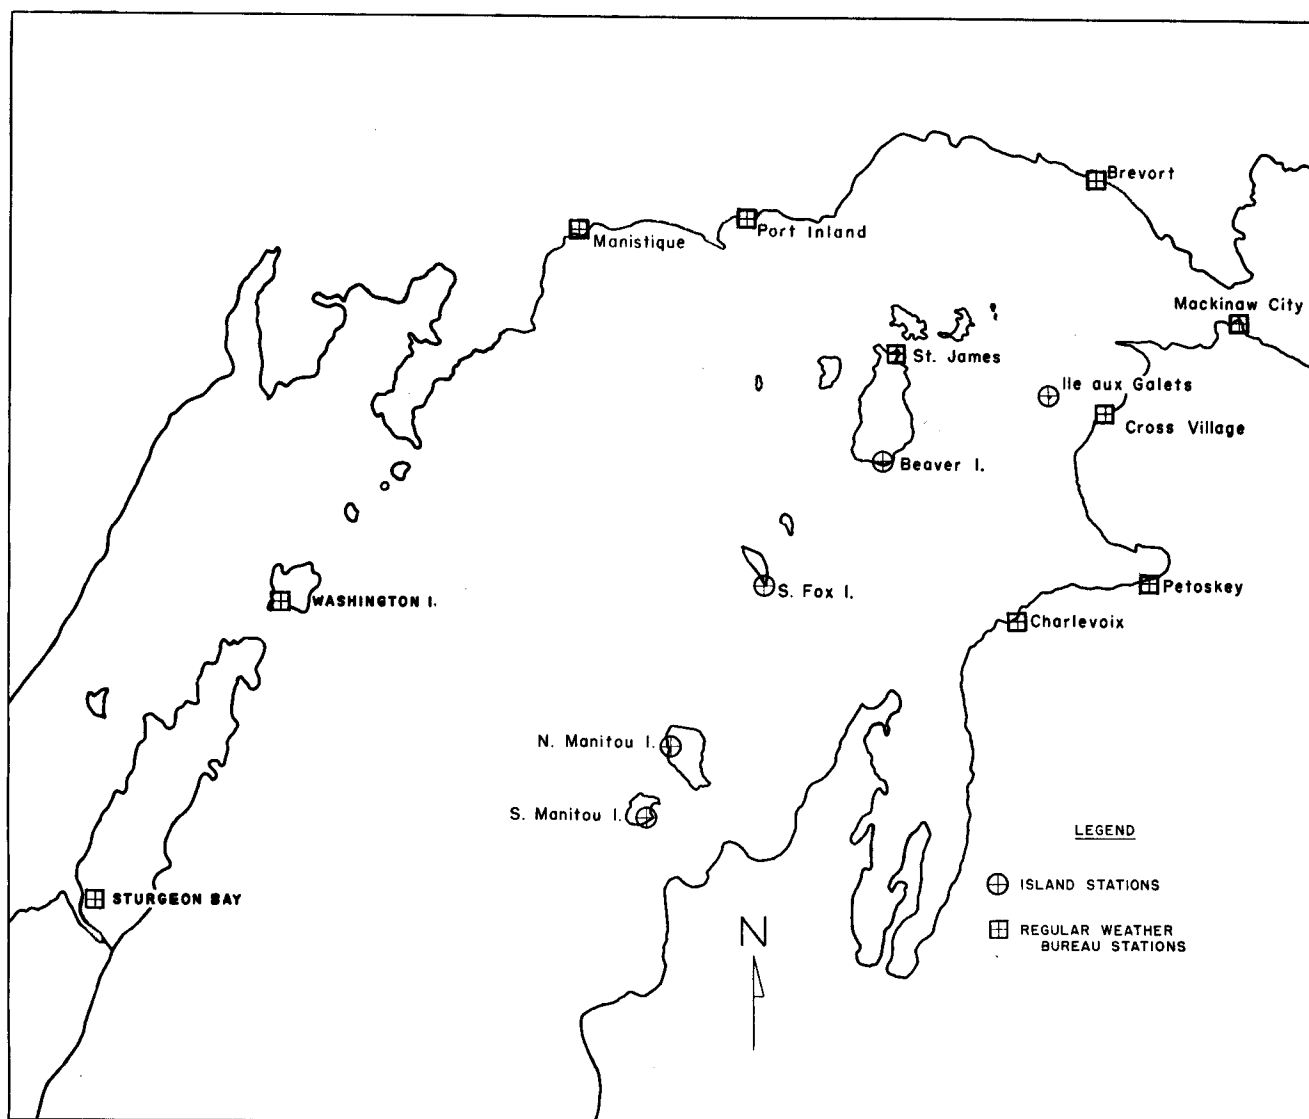 Brevort
Port Inland
Manistique
Mackinaw City
St. James
Ile aux Galets
Cross Village
Beaver I.
S. Fox I.
Petoskey
WASHINGTON I.
Charlevoix
N. Manitou I.
S. Manitou I.
LEGEND
ISLAND STATIONS
STURGEON BAY
REGULAR WEATHER
BUREAU STATIONS
N